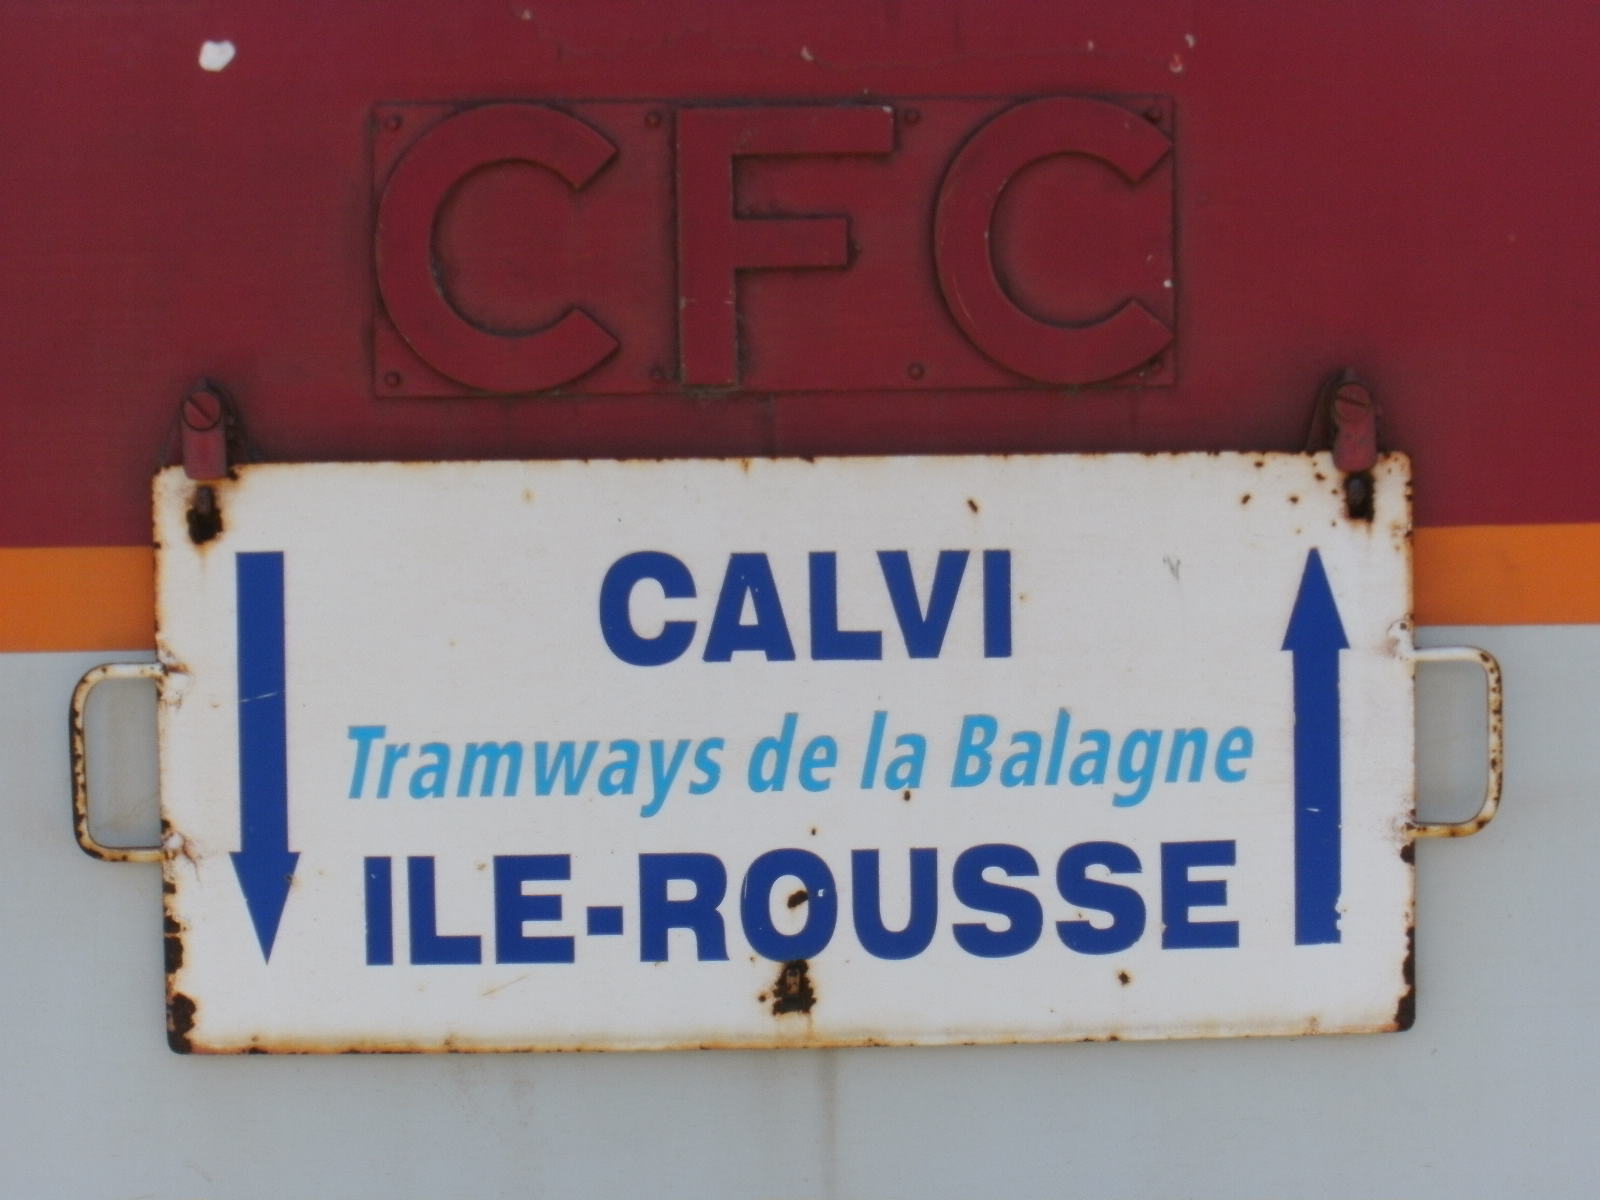 CFC
CALVI
Tramways de la Balagne
ILE-ROUSSE